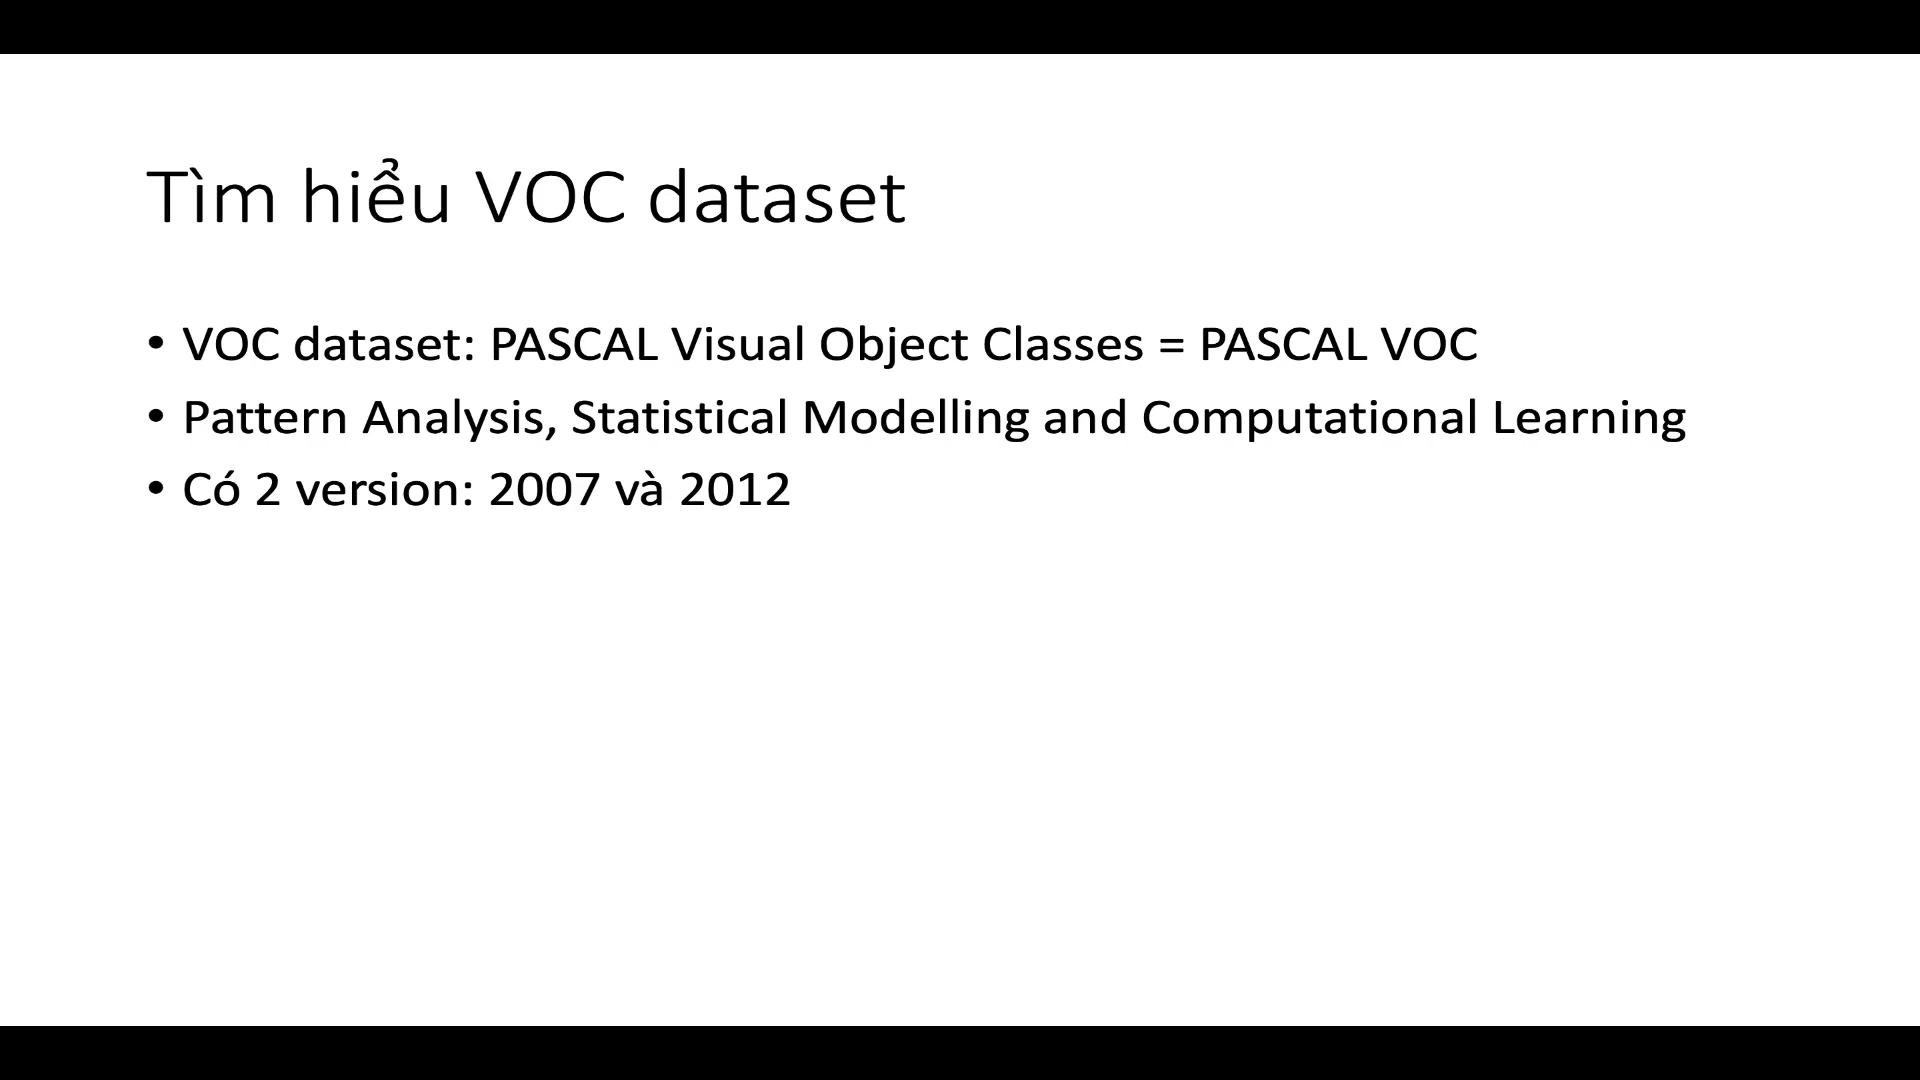 Tìm hiểu VOC dataset
• VOC dataset: PASCAL Visual Object Classes = PASCAL VOC
• Pattern Analysis, Statistical Modelling and Computational Learning
• Có 2 version: 2007 và 2012